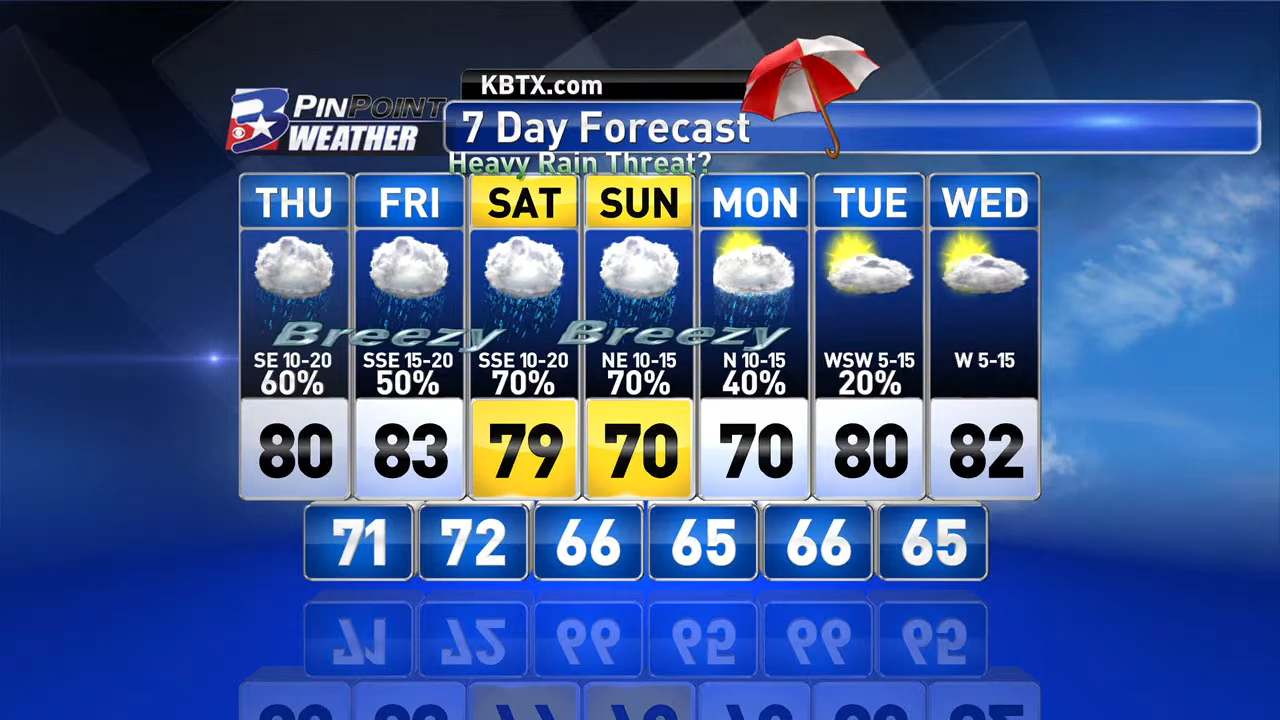 KBTX.com
3 PINPOINT
WEATHER
7 Day Forecast
Heavy Rain Threat?
THU FRI SAT SUN MON TUE WED
Breezy Breezy
SE 10-20 SSE 15-20 SSE 10-20 NE 10-15 N 10-15 WSW 5-15 W 5-15
60% 50% 70% 70% 40% 20%
80 83 79 70 70 80 82
71 72 66 65 66 65